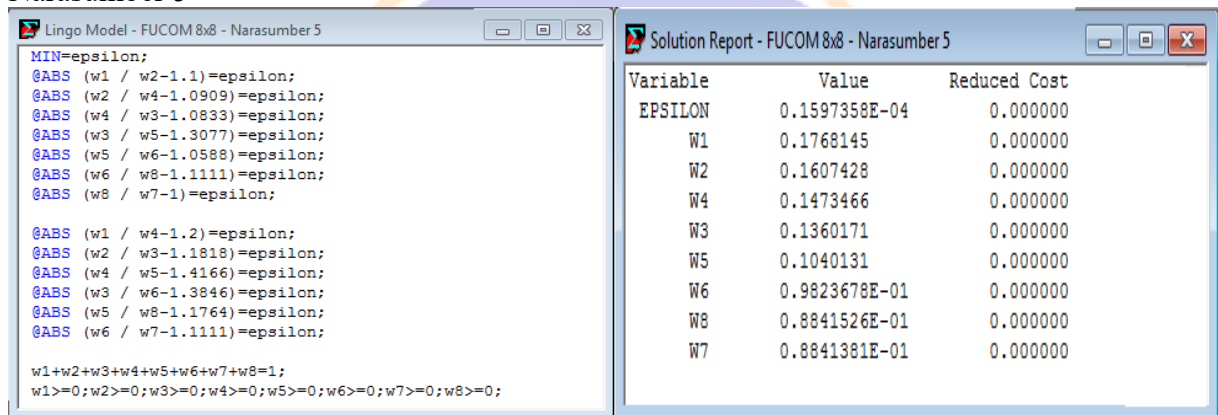 Lingo Model - FUCOM 8x8 - Narasumber 5
MIN=epsilon;
@ABS (w1 / w2-1.1)=epsilon;
@ABS (w2 / w4-1.0909)=epsilon;
@ABS (w4 / w3-1.0833)=epsilon;
@ABS (w3 / w5-1.3077)=epsilon;
@ABS (w5 / w6-1.0588)=epsilon;
@ABS (w6 / w8-1.1111)=epsilon;
@ABS (w8 / w7-1)=epsilon;
@ABS (w1 / w4-1.2)=epsilon;
@ABS (w2 / w3-1.1818)=epsilon;
@ABS (w4 / w5-1.4166)=epsilon;
@ABS (w3 / w6-1.3846)=epsilon;
@ABS (w5 / w8-1.1764)=epsilon;
@ABS (w6 / w7-1.1111)=epsilon;
w1+w2+w3+w4+w5+w6+w7+w8=1;
w1>=0;w2>=0;w3>=0;w4>=0;w5>=0;w6>=0;w7>=0;w8>=0;
Solution Report - FUCOM 8x8 - Narasumber 5
Variable Value Reduced Cost
EPSILON 0.1597358E-04 0.000000
W1 0.1768145 0.000000
W2 0.1607428 0.000000
W4 0.1473466 0.000000
W3 0.1360171 0.000000
W5 0.1040131 0.000000
W6 0.9823678E-01 0.000000
W8 0.8841526E-01 0.000000
W7 0.8841381E-01 0.000000